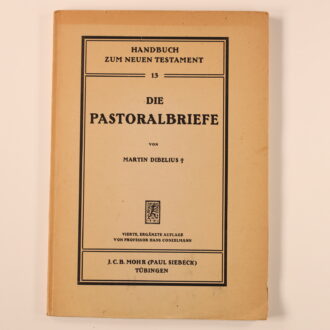 HANDBUCH
ZUM NEUEN TESTAMENT
13
DIE
PASTORALBRIEFE
VON
MARTIN DIBELIUS †
VIERTE, ERGÄNZTE AUFLAGE
VON PROFESSOR HANS CONZELMANN
J. C. B. MOHR (PAUL SIEBECK)
TÜBINGEN